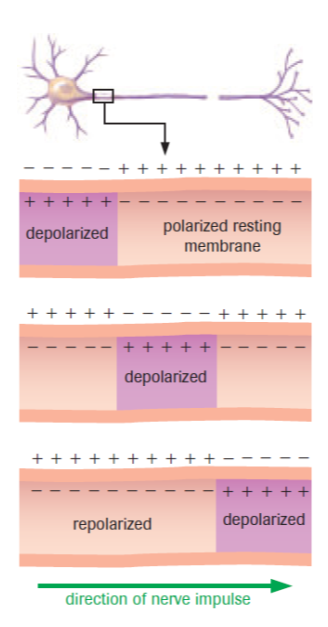 − − − − − + + + + + + + + + +
+ + + + + − − − − − − − − − −
depolarized
polarized resting
membrane
+ + + + + − − − − − + + + + +
− − − − − + + + + + − − − − −
depolarized
+ + + + + + + + + + − − − − −
− − − − − − − − − − + + + + +
repolarized
depolarized
direction of nerve impulse